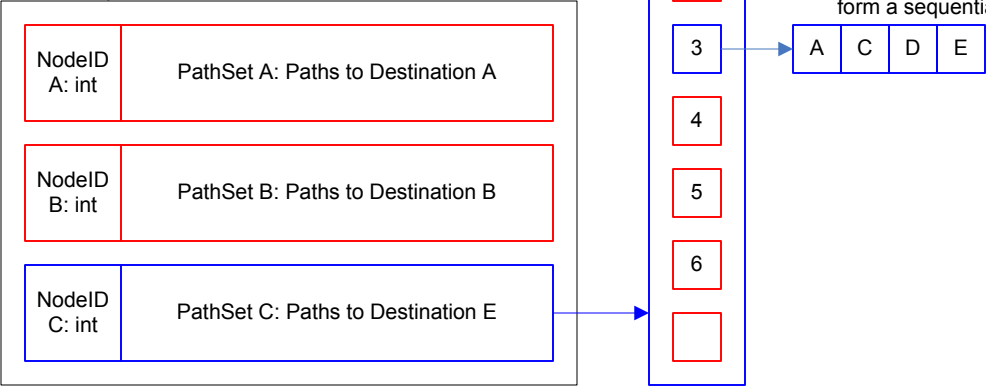 form a sequentia
NodeID
A: int
PathSet A: Paths to Destination A
NodeID
B: int
PathSet B: Paths to Destination B
NodeID
C: int
PathSet C: Paths to Destination E
3
4
5
6
A C D E